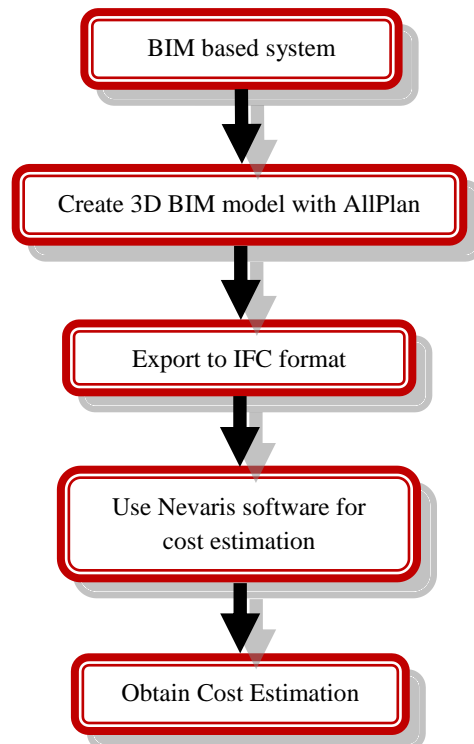 BIM based system
Create 3D BIM model with AllPlan
Export to IFC format
Use Nevaris software for
cost estimation
Obtain Cost Estimation